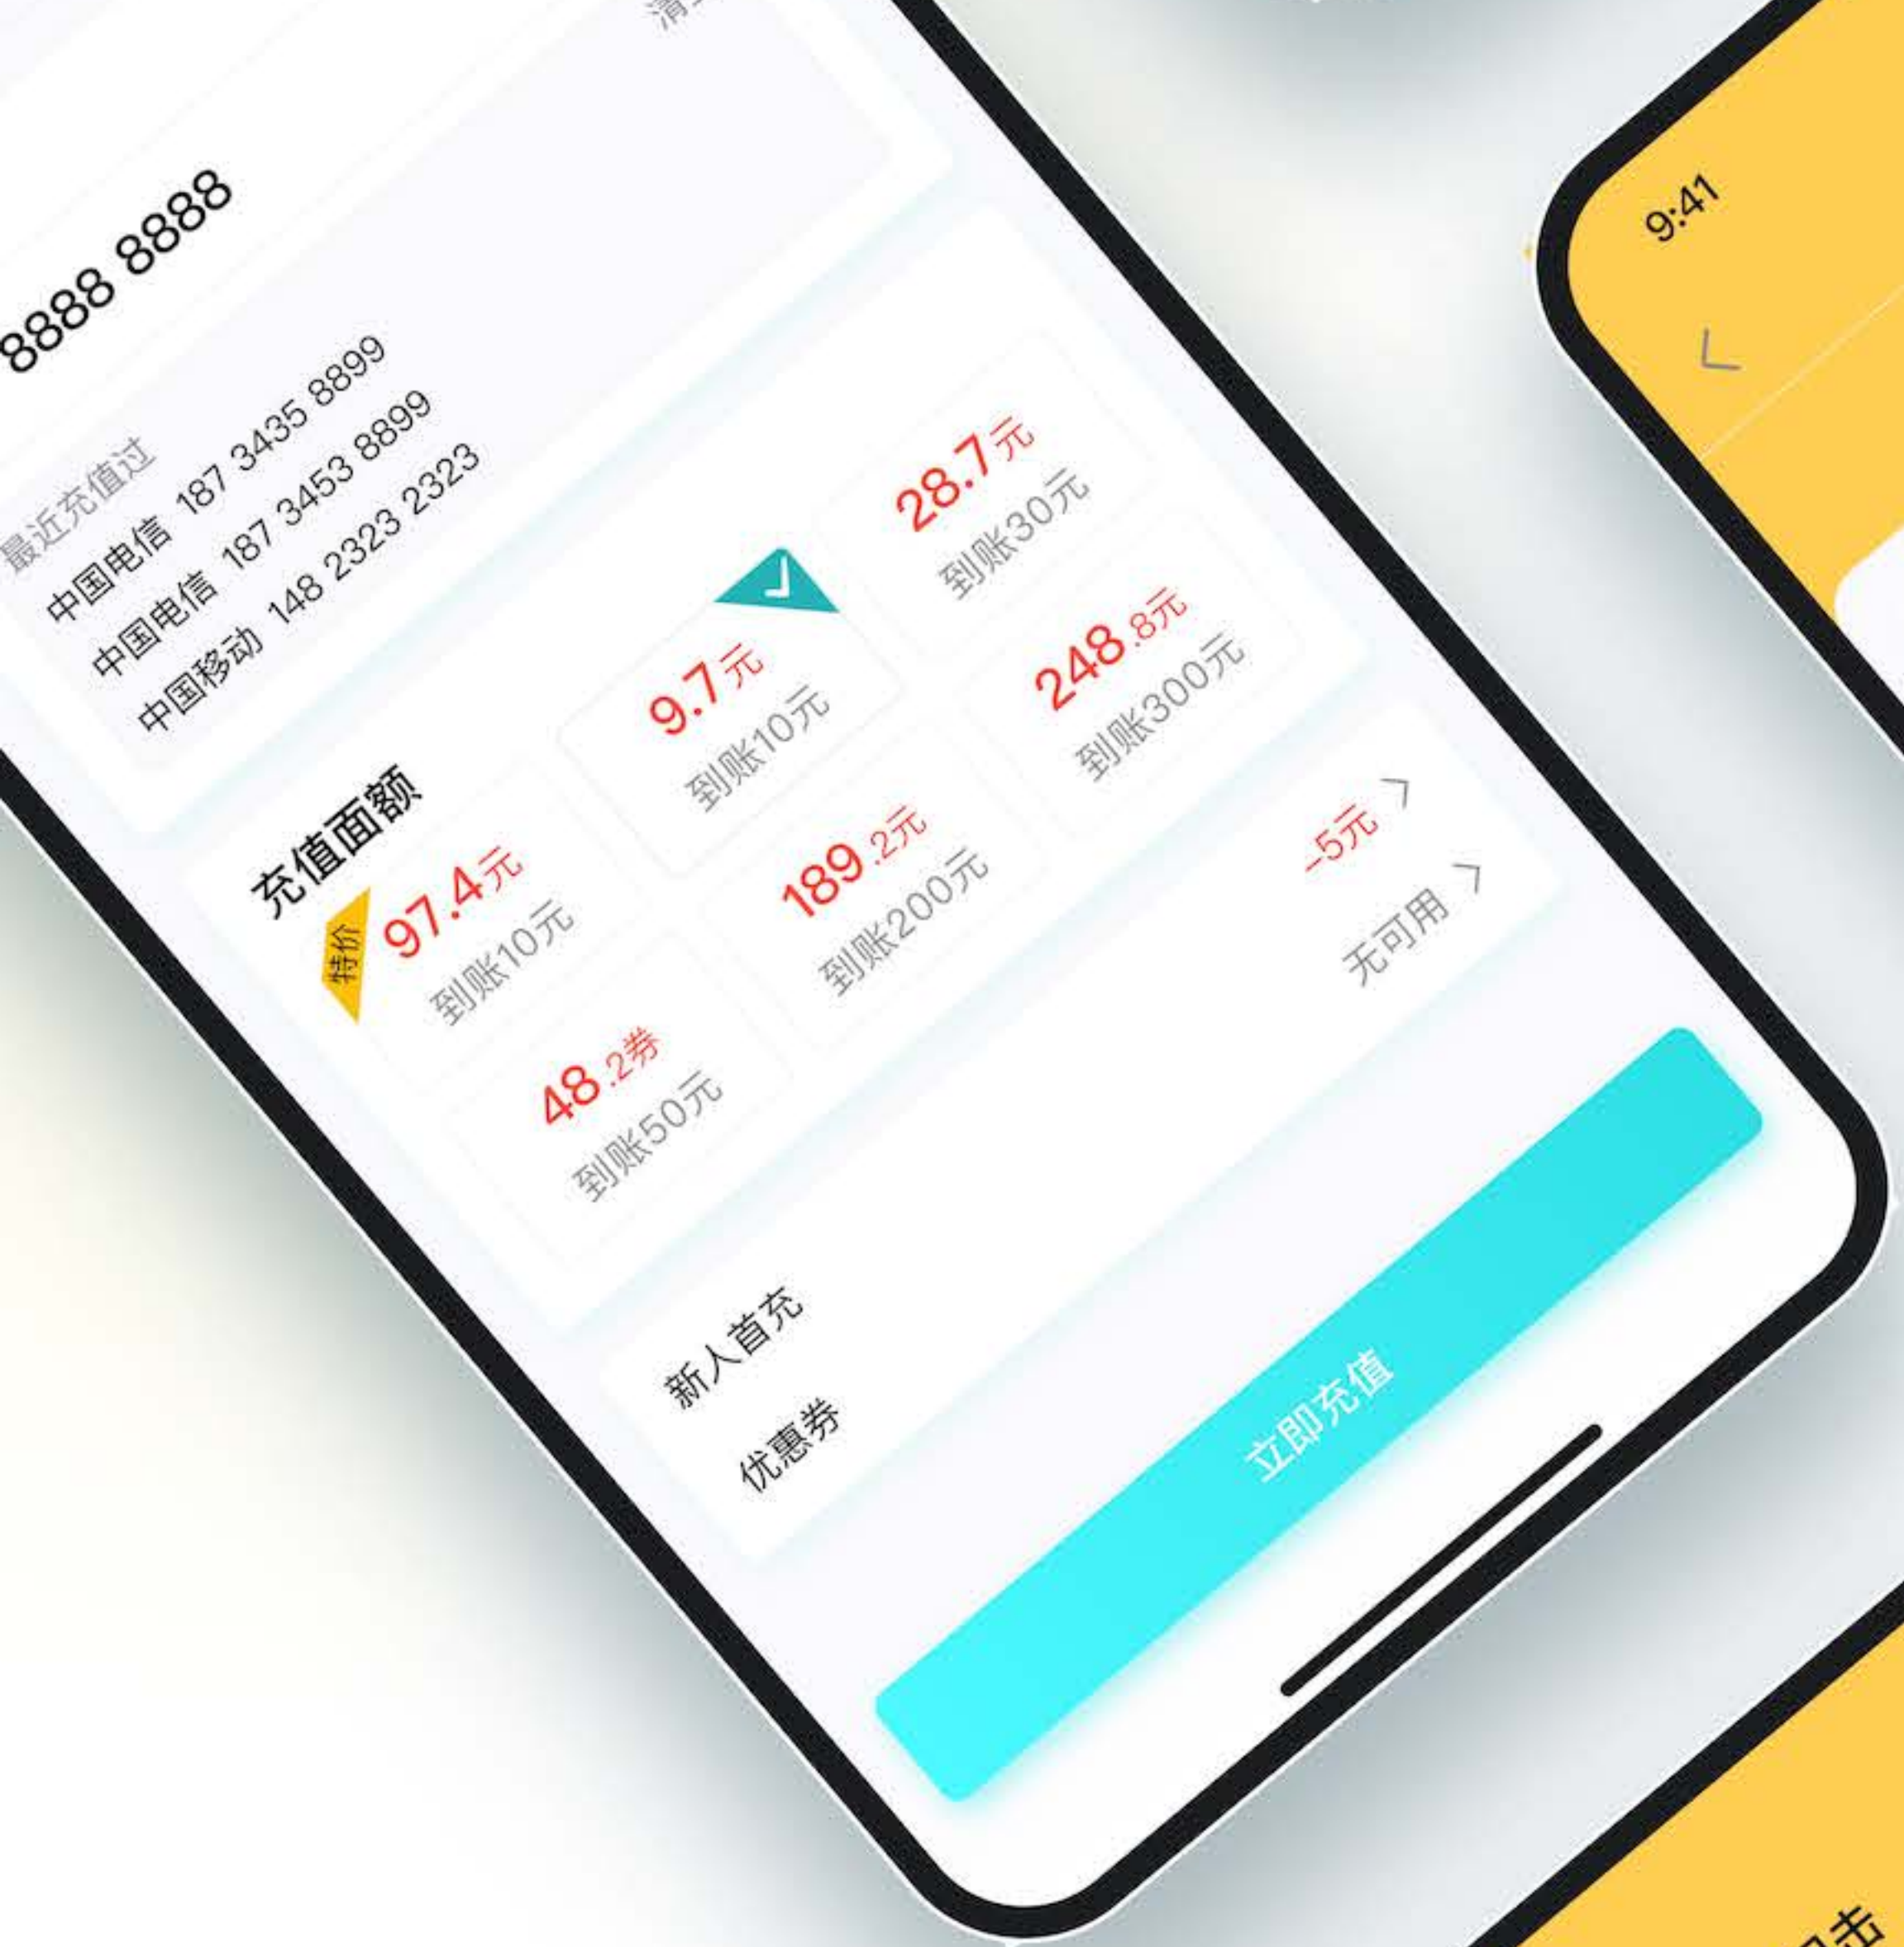 8888 8888
最近充值过
中国电信 187 3435 8899
中国电信 187 3453 8899
中国移动 148 2323 2323
充值面额
特价
97.4元
到账10元
9.7元
到账10元
28.7元
到账30元
48.2券
到账50元
189.2元
到账200元
248.8元
到账300元
新人首充 -5元
优惠券 无可用
立即充值
9:41
击